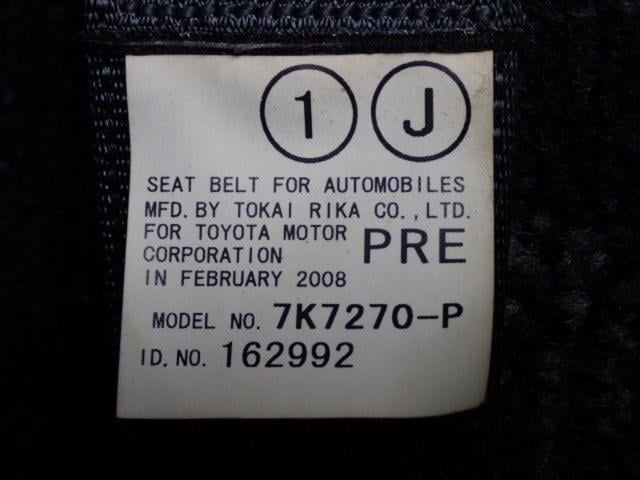 1 J
SEAT BELT FOR AUTOMOBILES
MFD. BY TOKAI RIKA CO., LTD.
FOR TOYOTA MOTOR
CORPORATION PRE
IN FEBRUARY 2008
MODEL NO. 7K7270-P
ID. NO. 162992